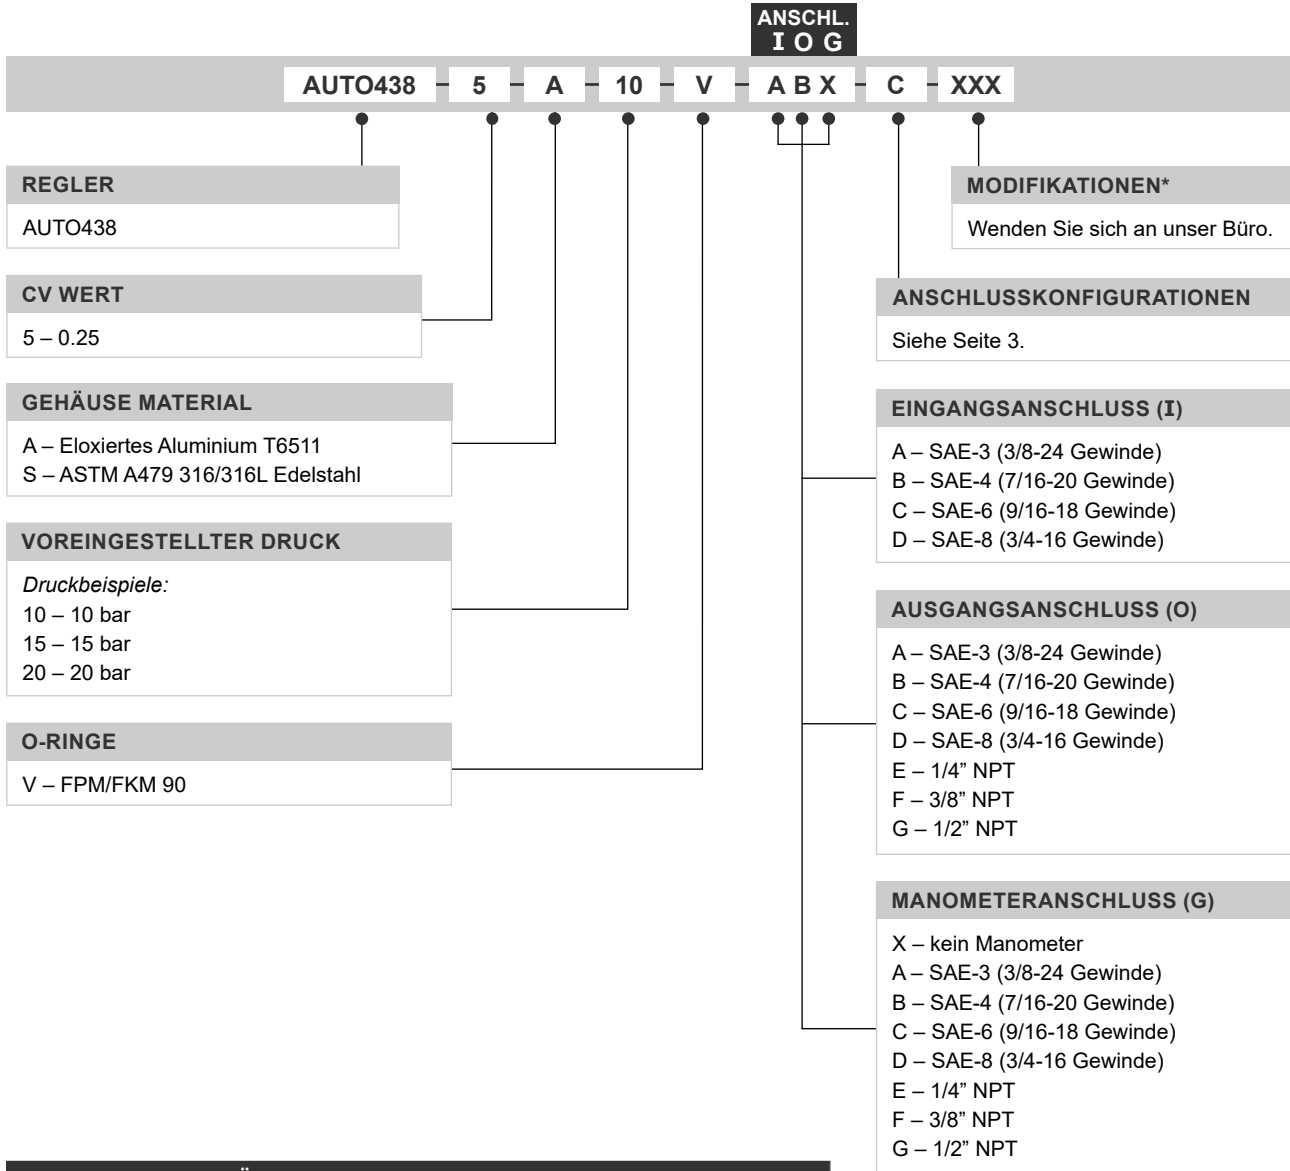 ANSCHL.
I O G
AUTO438 – 5 – A – 10 – V – A B X – C – XXX
REGLER
AUTO438
CV WERT
5 – 0.25
GEHÄUSE MATERIAL
A – Eloxiertes Aluminium T6511
S – ASTM A479 316/316L Edelstahl
VOREINGESTELLTER DRUCK
Druckbeispiele:
10 – 10 bar
15 – 15 bar
20 – 20 bar
O-RINGE
V – FPM/FKM 90
MODIFIKATIONEN*
Wenden Sie sich an unser Büro.
ANSCHLUSSKONFIGURATIONEN
Siehe Seite 3.
EINGANGSANSCHLUSS (I)
A – SAE-3 (3/8-24 Gewinde)
B – SAE-4 (7/16-20 Gewinde)
C – SAE-6 (9/16-18 Gewinde)
D – SAE-8 (3/4-16 Gewinde)
AUSGANGSANSCHLUSS (O)
A – SAE-3 (3/8-24 Gewinde)
B – SAE-4 (7/16-20 Gewinde)
C – SAE-6 (9/16-18 Gewinde)
D – SAE-8 (3/4-16 Gewinde)
E – 1/4” NPT
F – 3/8” NPT
G – 1/2” NPT
MANOMETERANSCHLUSS (G)
X – kein Manometer
A – SAE-3 (3/8-24 Gewinde)
B – SAE-4 (7/16-20 Gewinde)
C – SAE-6 (9/16-18 Gewinde)
D – SAE-8 (3/4-16 Gewinde)
E – 1/4” NPT
F – 3/8” NPT
G – 1/2” NPT